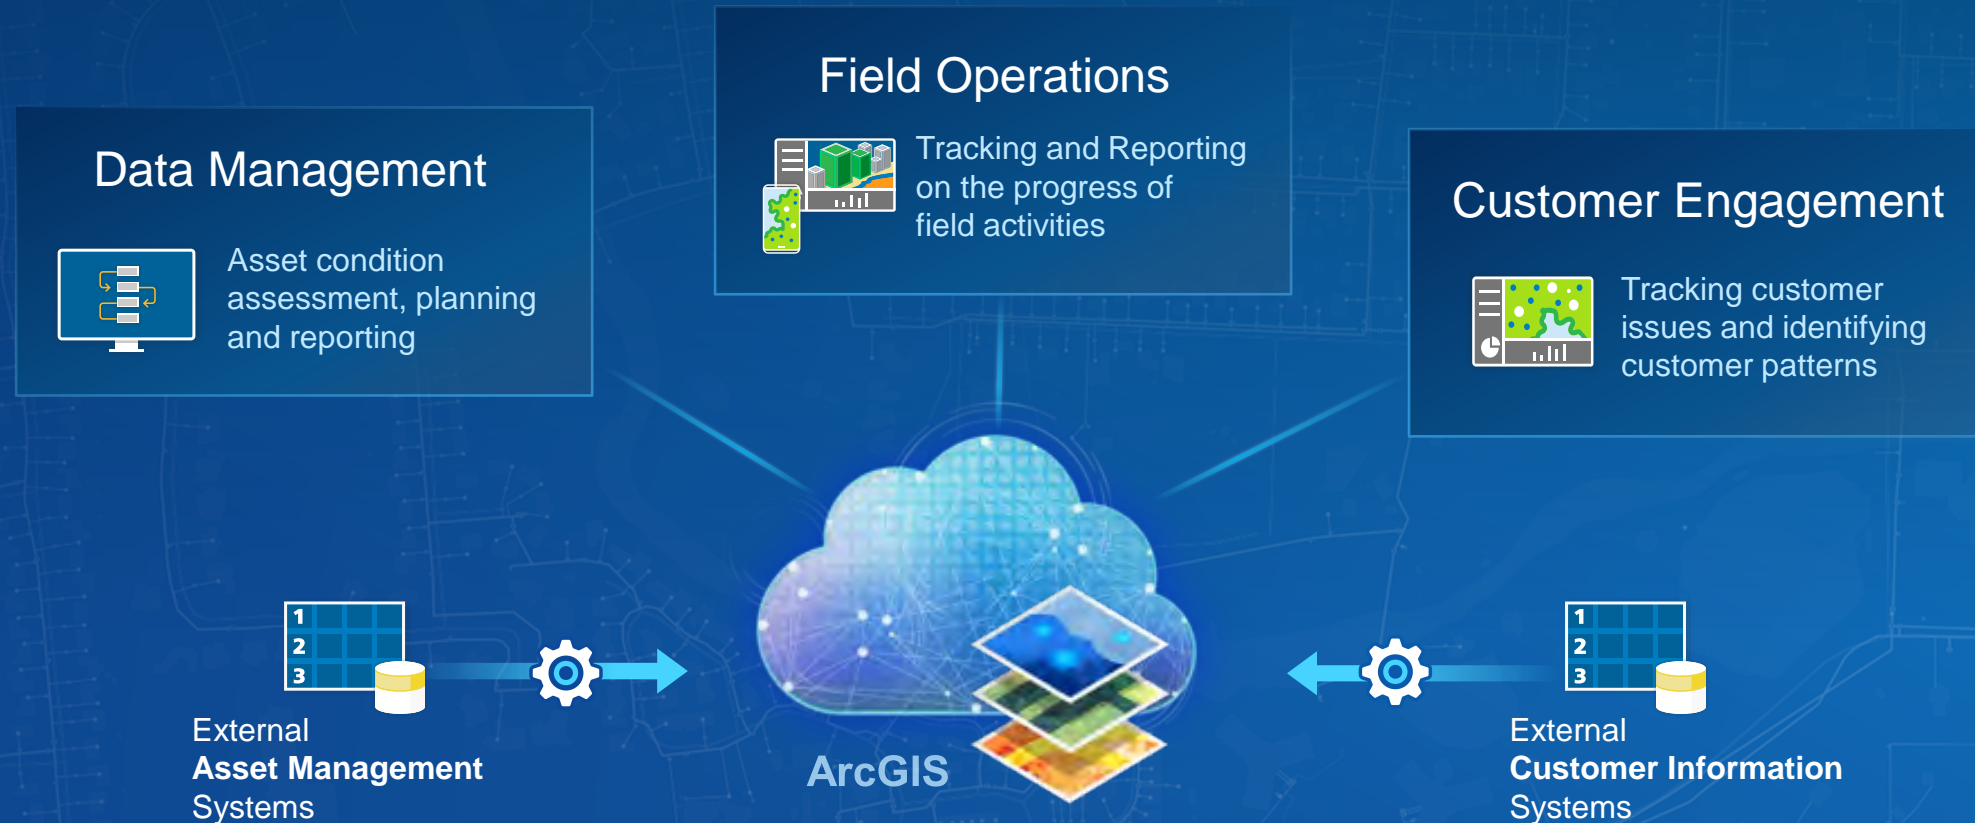 Field Operations
Tracking and Reporting
on the progress of
field activities
Data Management
Asset condition
assessment, planning
and reporting
Customer Engagement
Tracking customer
issues and identifying
customer patterns
1
2
3
External
Asset Management
Systems
ArcGIS
1
2
3
External
Customer Information
Systems